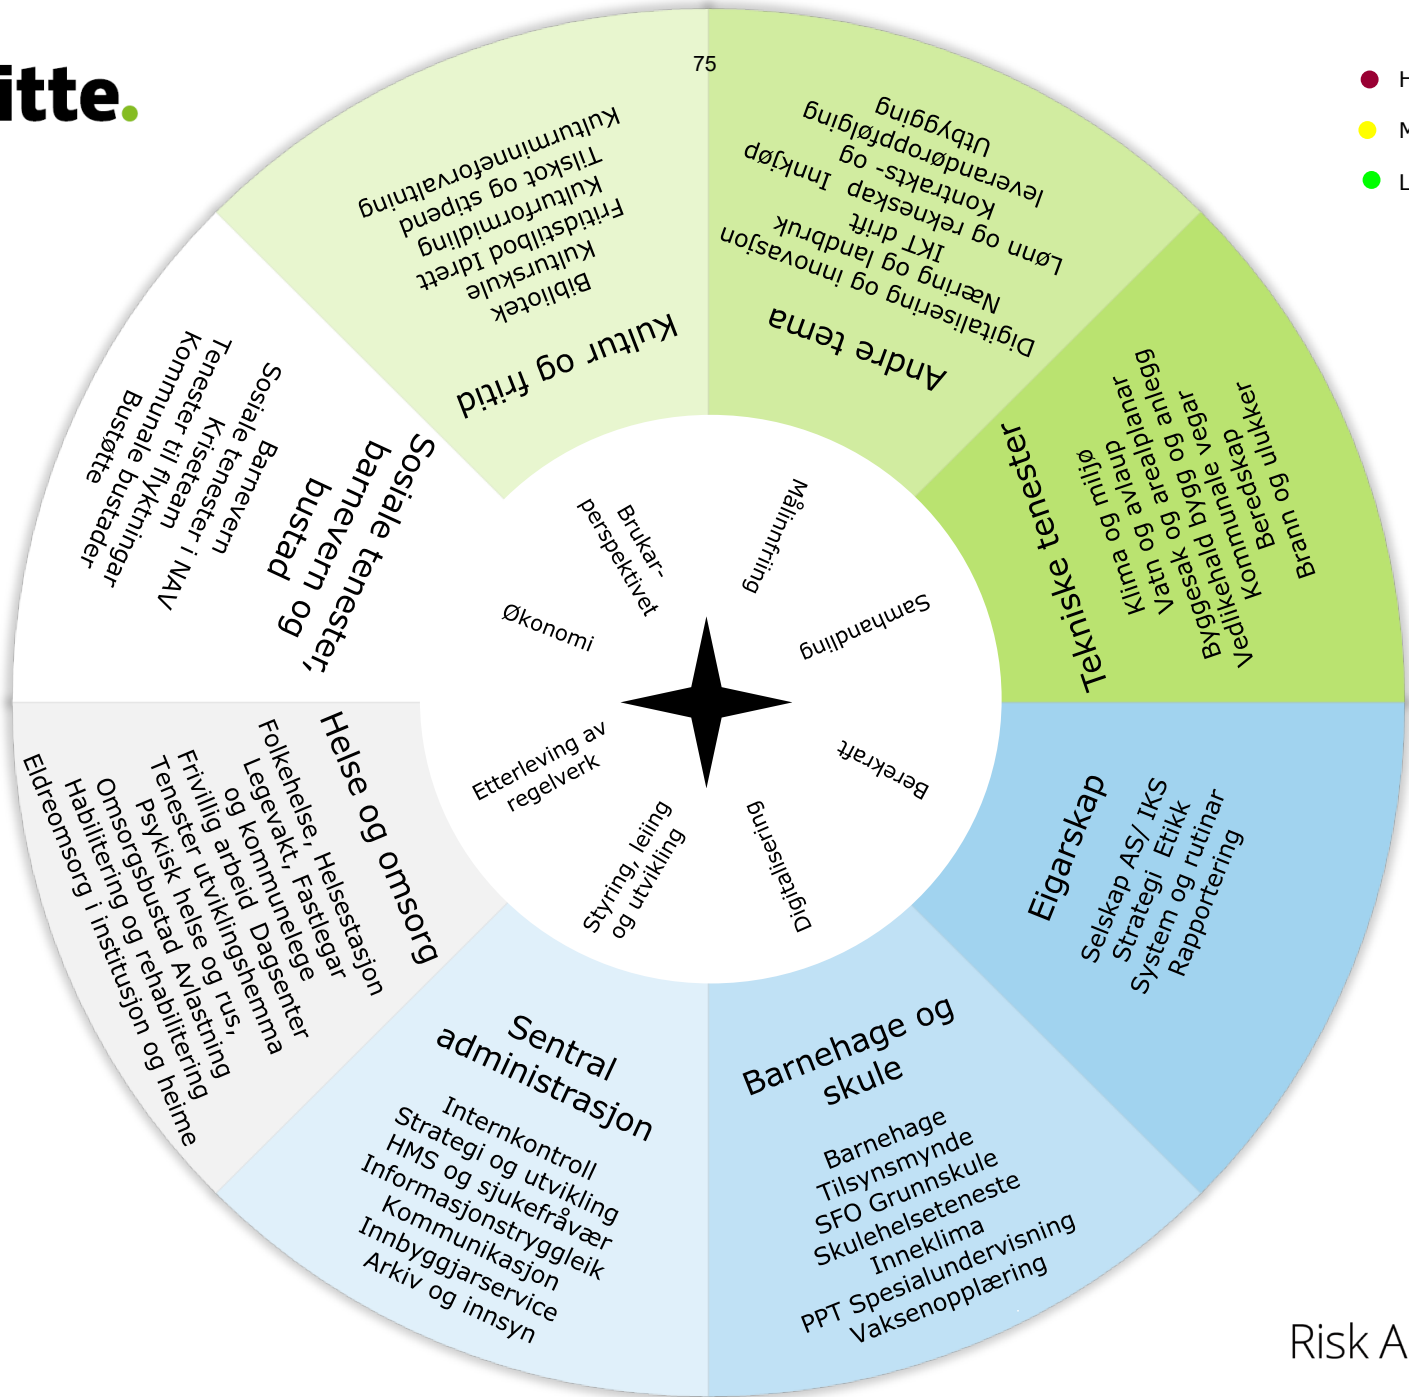 itte.
75
H
M
L
Andre tema
Digitalisering og innovasjon
Næring og landbruk
IKT drift
Lønn og rekneskap Innkjøp
Kontrakts- og
leverandøroppfølging
Utbygging
Tekniske tenester
Klima og miljø
Vatn og avlaup
Byggesak og arealplanar
Vedlikehald bygg og anlegg
Kommunale vegar
Beredskap
Brann og ulukker
Eigarskap
Selskap AS/ IKS
Strategi Etikk
System og rutinar
Rapportering
Barnehage og
skule
Barnehage
Tilsynsmynde
SFO Grunnskule
Skulehelseteneste
Inneklima
PPT Spesialundervisning
Vaksenopplæring
Sentral
administrasjon
Internkontroll
Strategi og utvikling
HMS og sjukefråvær
Informasjonstryggleik
Kommunikasjon
Innbyggjarservice
Arkiv og innsyn
Helse og omsorg
Folkehelse, Helsestasjon
Legevakt, Fastlegar
og kommunelege
Frivillig arbeid Dagsenter
Tenester utviklingshemma
Psykisk helse og rus,
Omsorgsbustad Avlastning
Habilitering og rehabilitering
Eldreomsorg i institusjon og heime
Sosiale tenester,
barnevern og
bustad
Barnevern
Sosiale tenester i NAV
Kriseteam
Tenester til flyktningar
Kommunale bustader
Bustøtte
Kultur og fritid
Bibliotek
Kulturskule
Fritidstilbod Idrett
Kulturformidling
Tilskot og stipend
Kulturminneforvaltning
Målinnfriing
Samhandling
Berekraft
Digitalisering
Styring, leiing
og utvikling
Etterleving av
regelverk
Økonomi
Brukar-
perspektivet
Risk A